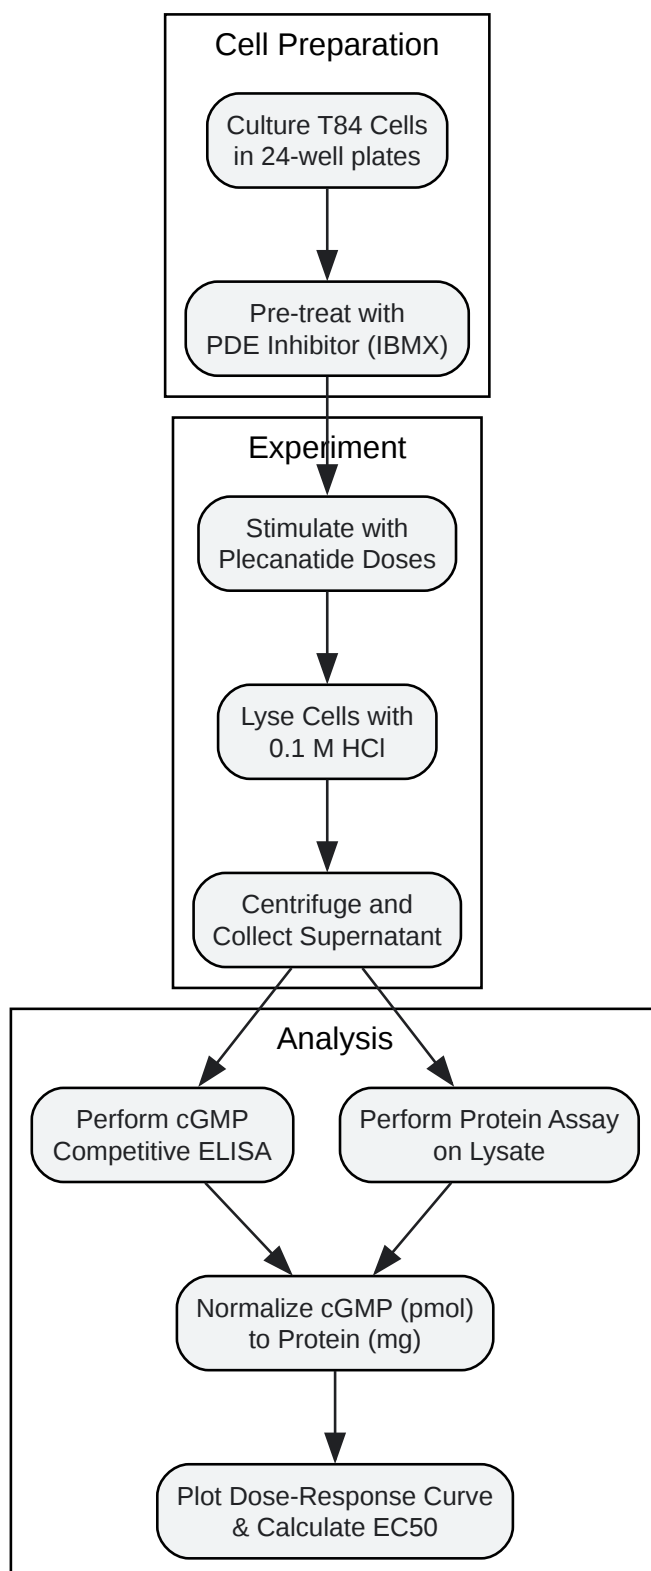 Cell Preparation
Culture T84 Cells
in 24-well plates
Pre-treat with
PDE Inhibitor (IBMX)
Experiment
Stimulate with
Plecanatide Doses
Lyse Cells with
0.1 M HCl
Centrifuge and
Collect Supernatant
Analysis
Perform cGMP
Competitive ELISA
Perform Protein Assay
on Lysate
Normalize cGMP (pmol)
to Protein (mg)
Plot Dose-Response Curve
& Calculate EC50